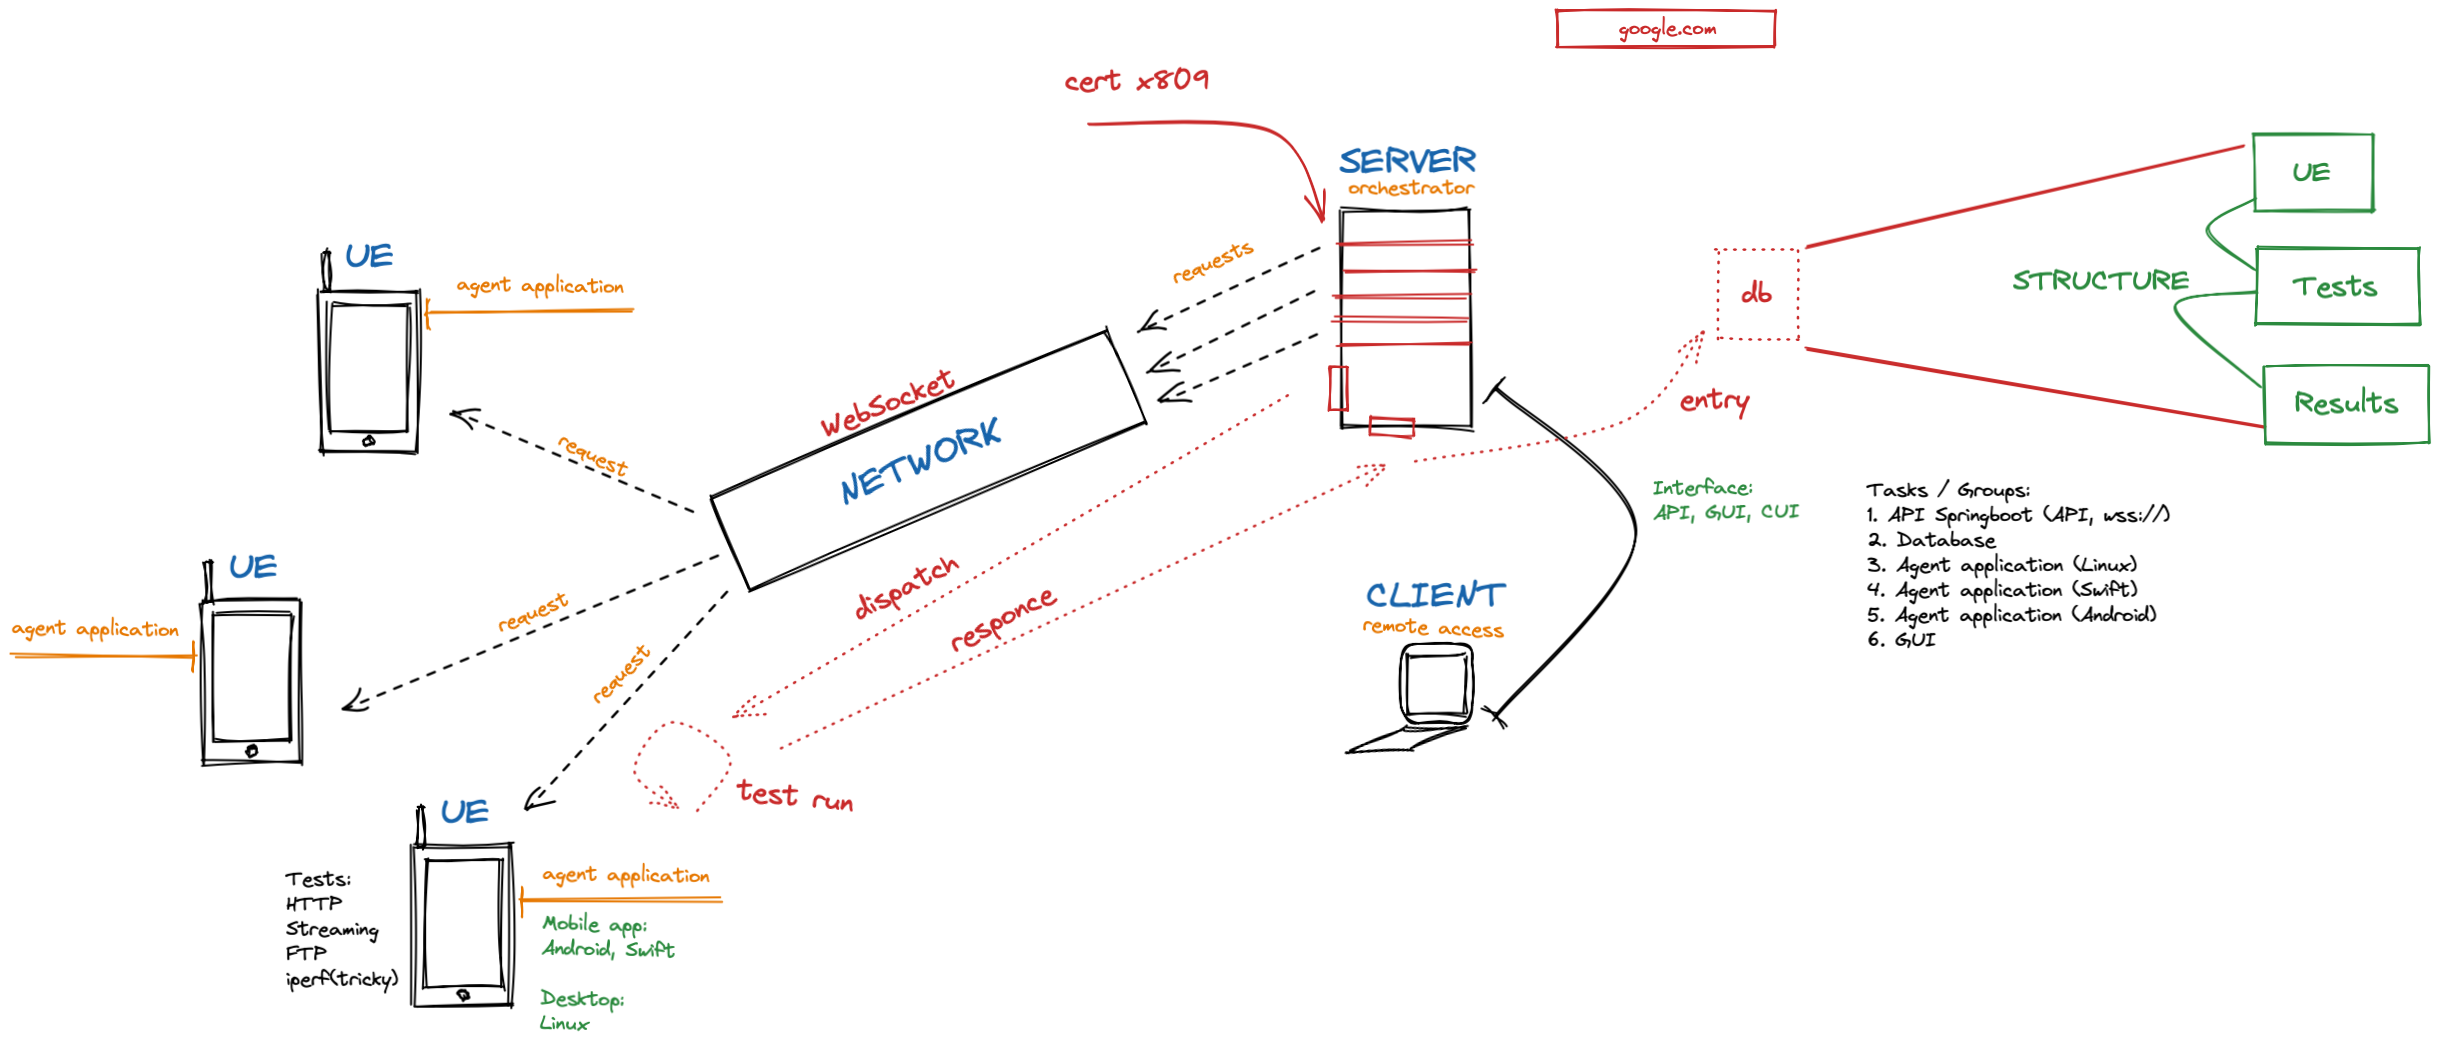 google.com
cert x809
SERVER
orchestrator
requests
UE
agent application
request
WebSocket
NETWORK
db
entry
STRUCTURE
UE
Tests
Results
Interface:
API, GUI, CUI
Tasks / Groups:
1. API Springboot (API, wss://)
2. Database
3. Agent application (Linux)
4. Agent application (Swift)
5. Agent application (Android)
6. GUI
UE
agent application
request
request
dispatch
responce
test run
CLIENT
remote access
UE
agent application
Tests:
HTTP
Streaming
FTP
iperf(tricky)
Mobile app:
Android, Swift
Desktop:
Linux